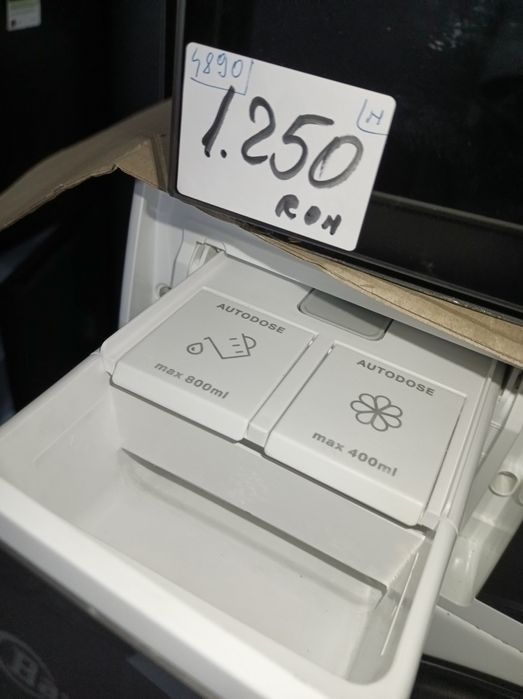 4890
1.250
RON
AUTODOSE
max 800ml
AUTODOSE
max 400ml